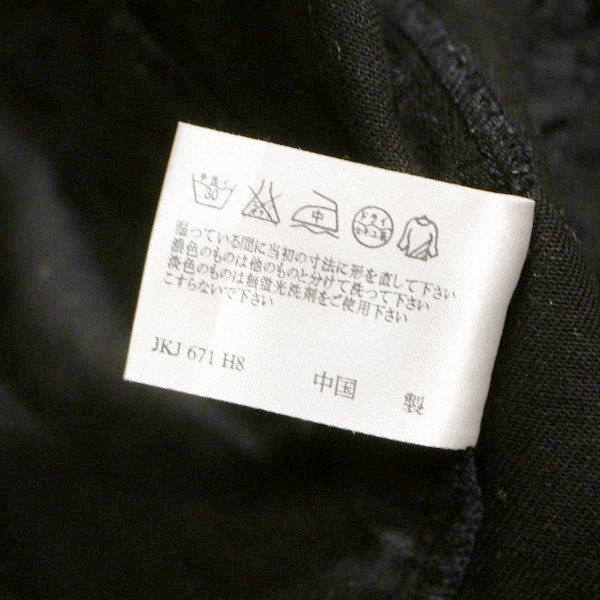 手洗イ
30
中
ドライ
セキユ系
湿っている間に当初の寸法に形を直して下さい
濃色のものは他のものと分けて洗って下さい
淡色のものは無蛍光洗剤をご使用下さい
こすらないで下さい
JKJ 671 H8
中国 製